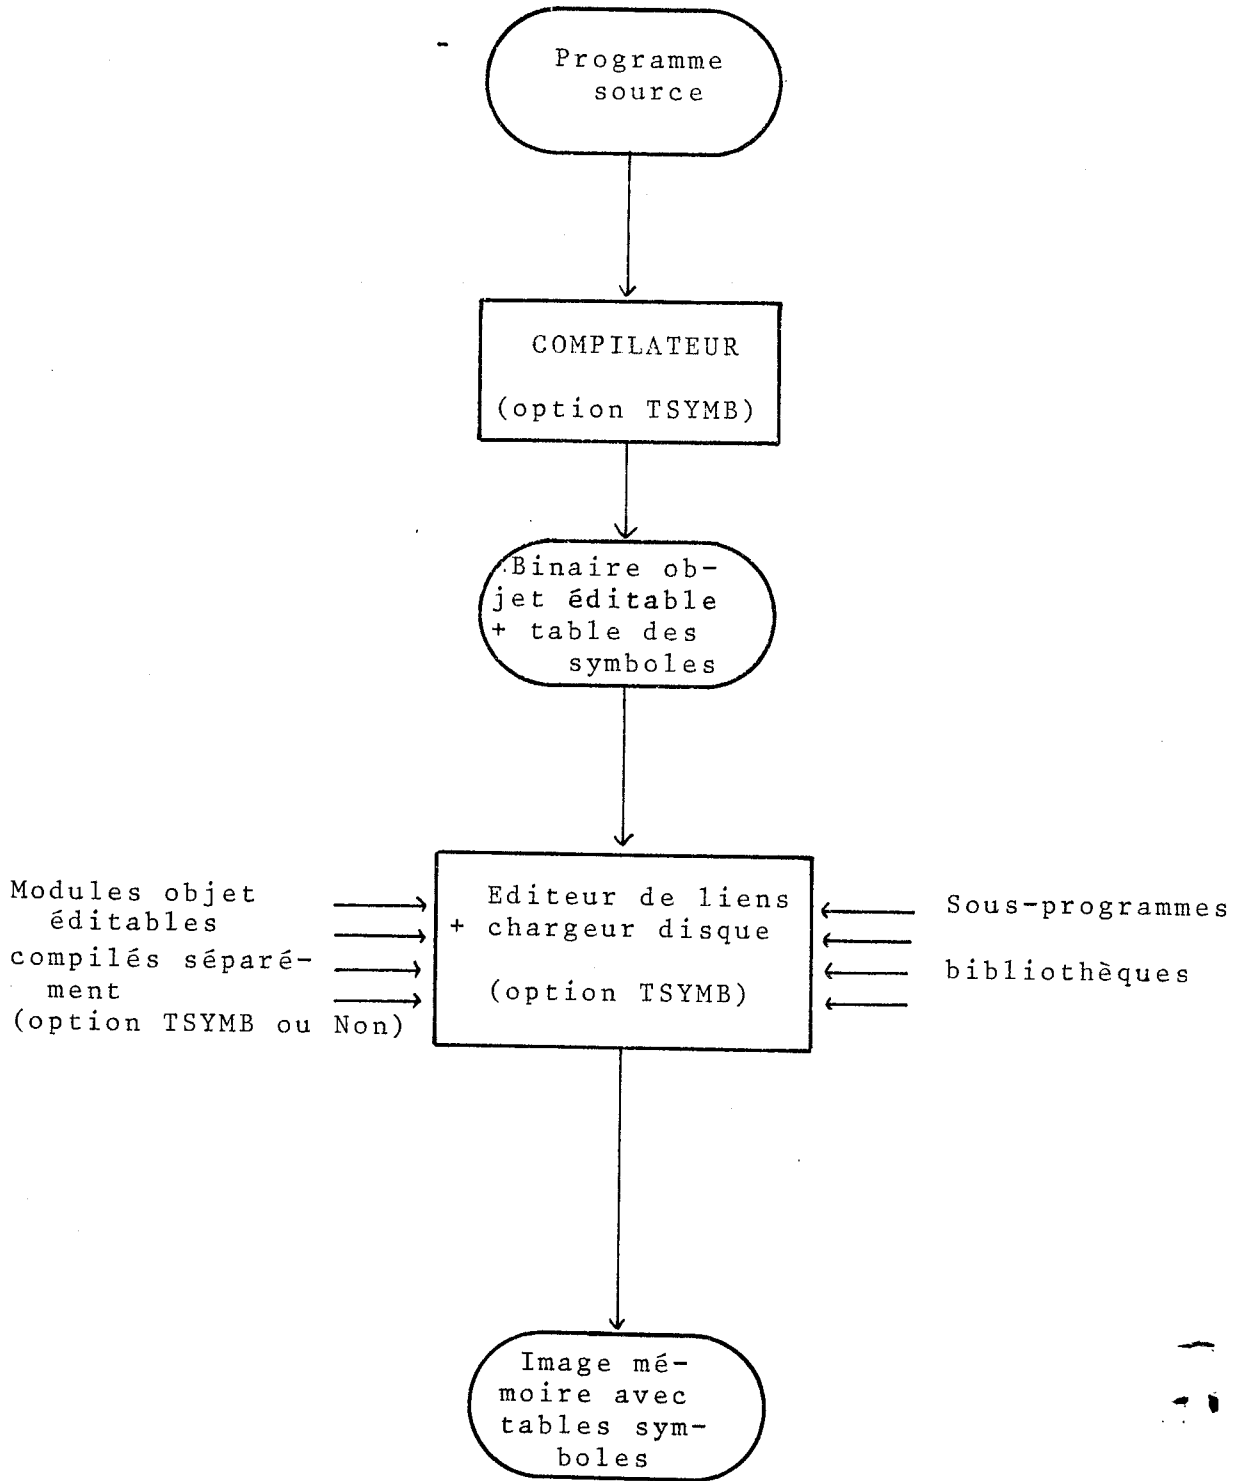 Programme
source
COMPILATEUR
(option TSYMB)
Binaire ob-
jet éditable
+ table des
symboles
Modules objet
éditables
compilés séparé-
ment
(option TSYMB ou Non)
Editeur de liens
+ chargeur disque
(option TSYMB)
Sous-programmes
bibliothèques
Image mé-
moire avec
tables sym-
boles